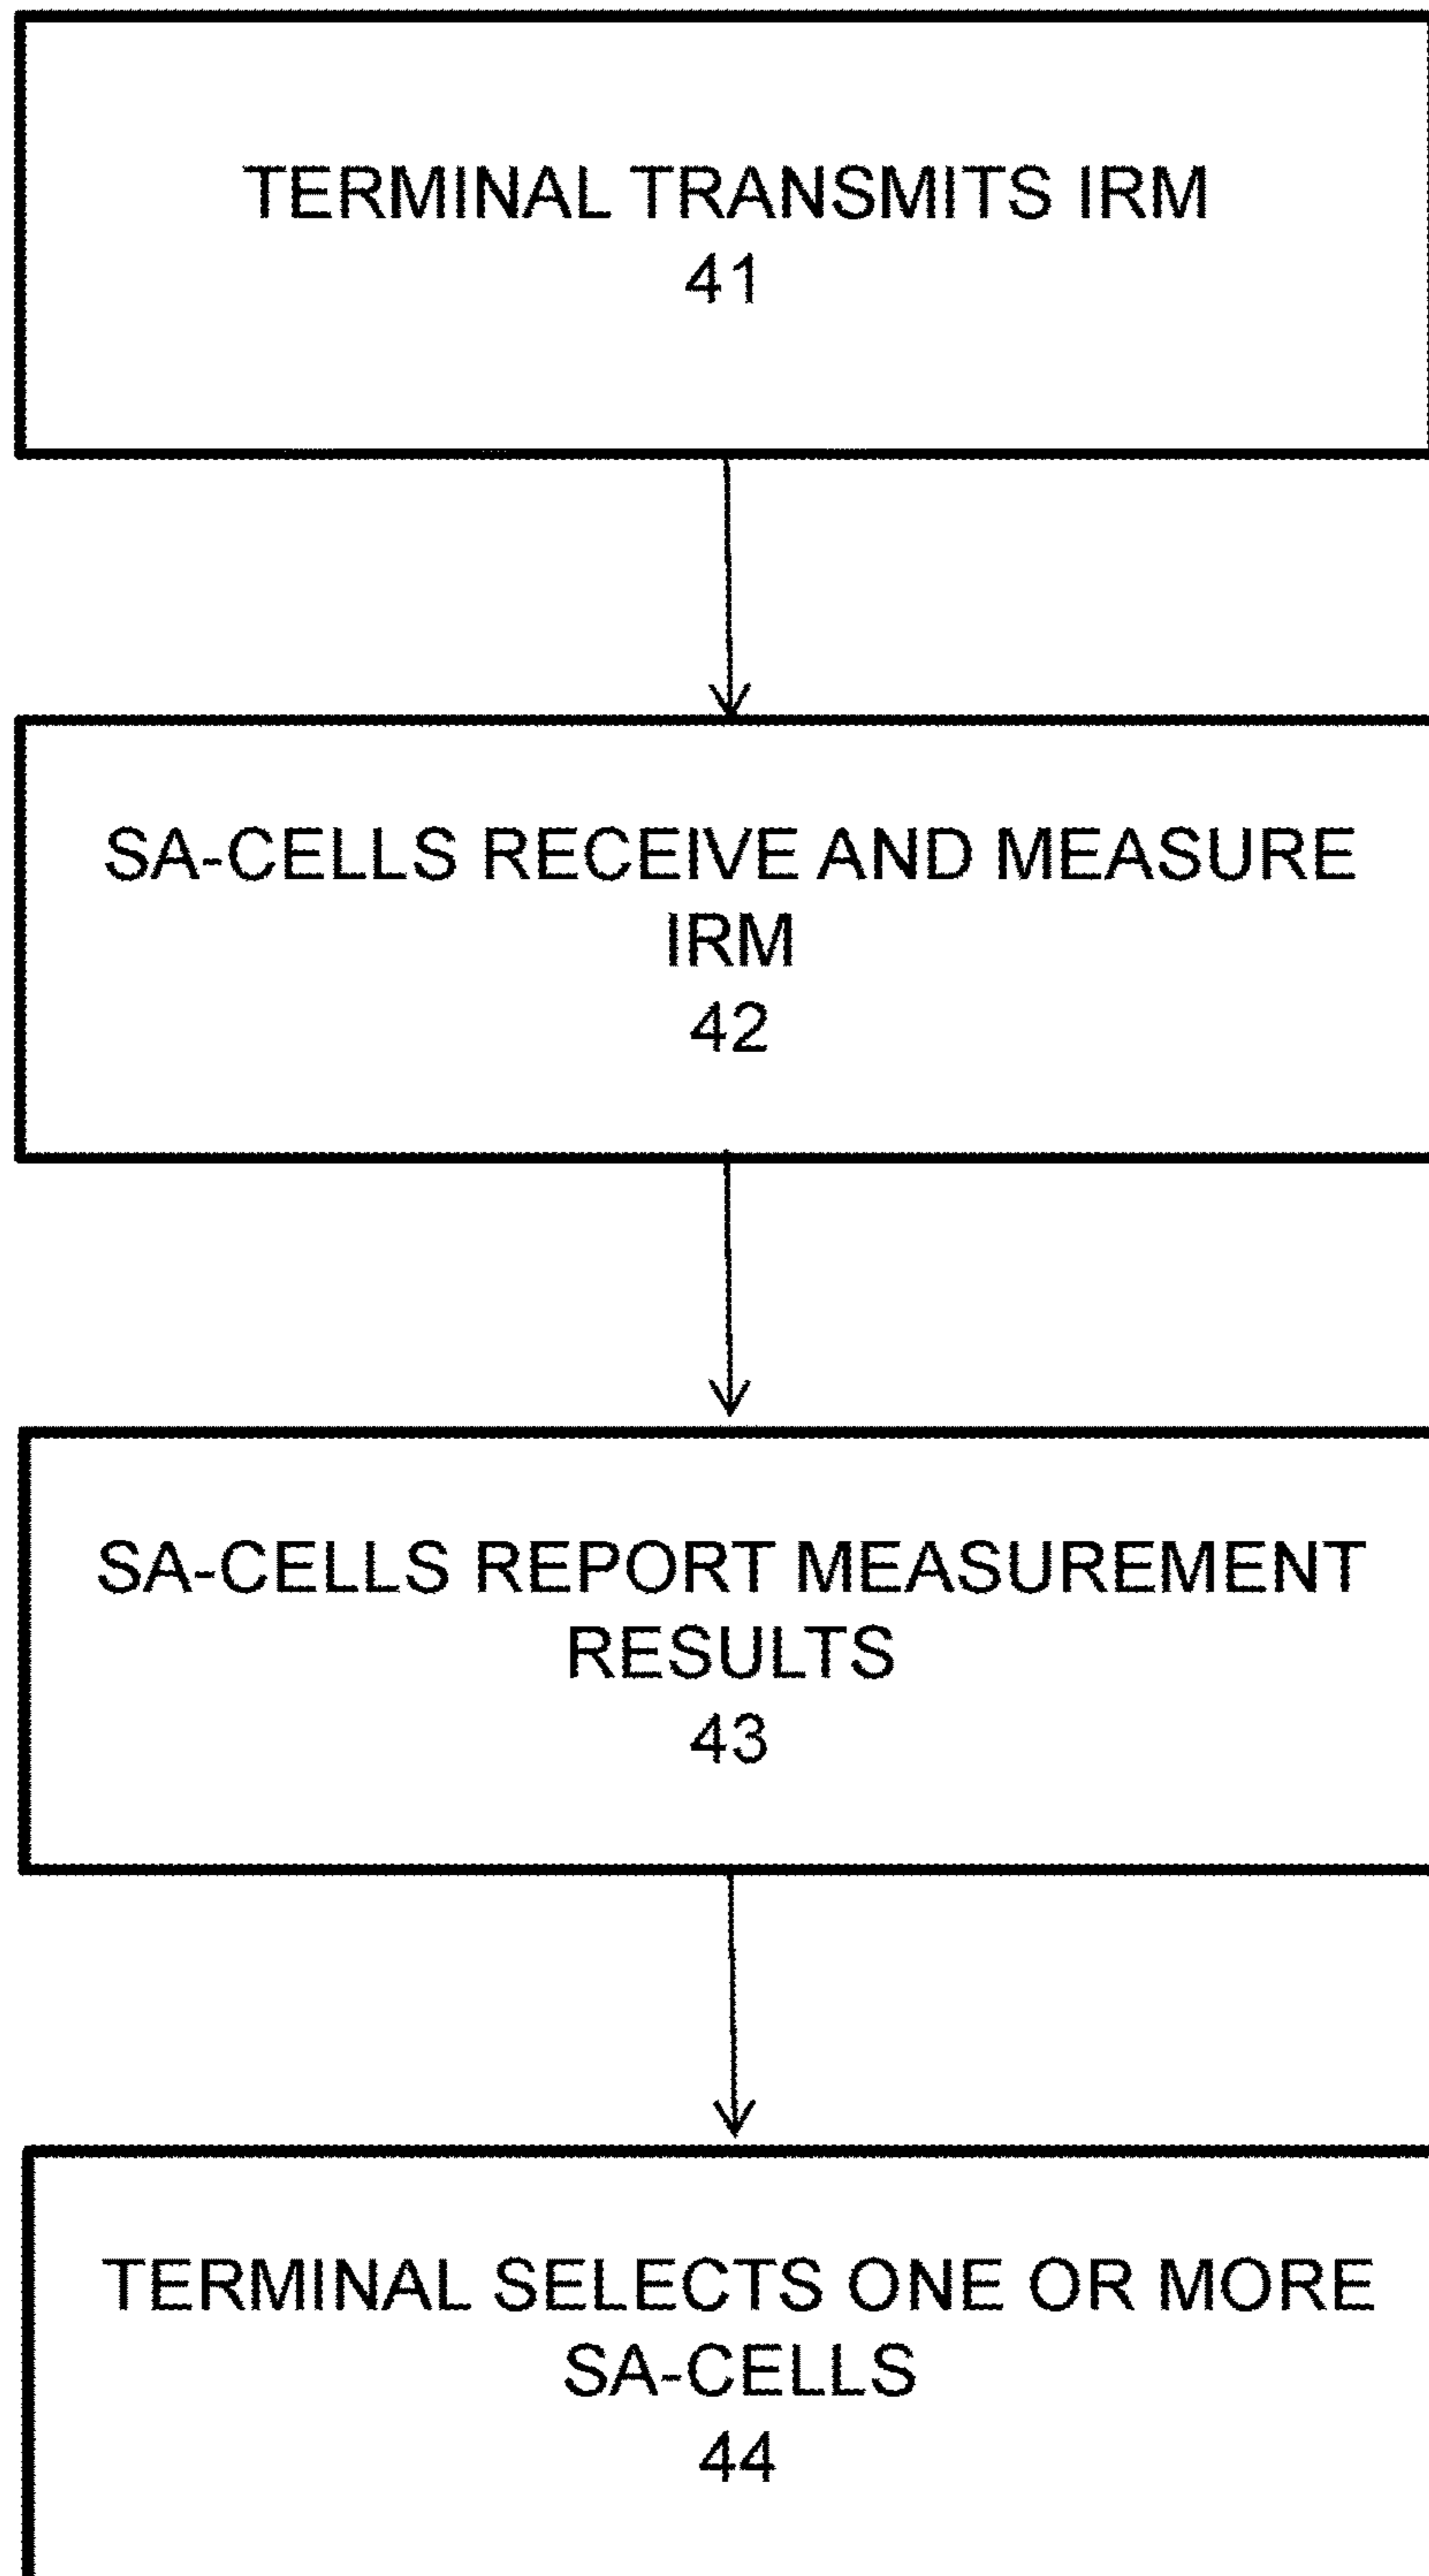 TERMINAL TRANSMITS IRM
41
SA-CELLS RECEIVE AND MEASURE
IRM
42
SA-CELLS REPORT MEASUREMENT
RESULTS
43
TERMINAL SELECTS ONE OR MORE
SA-CELLS
44